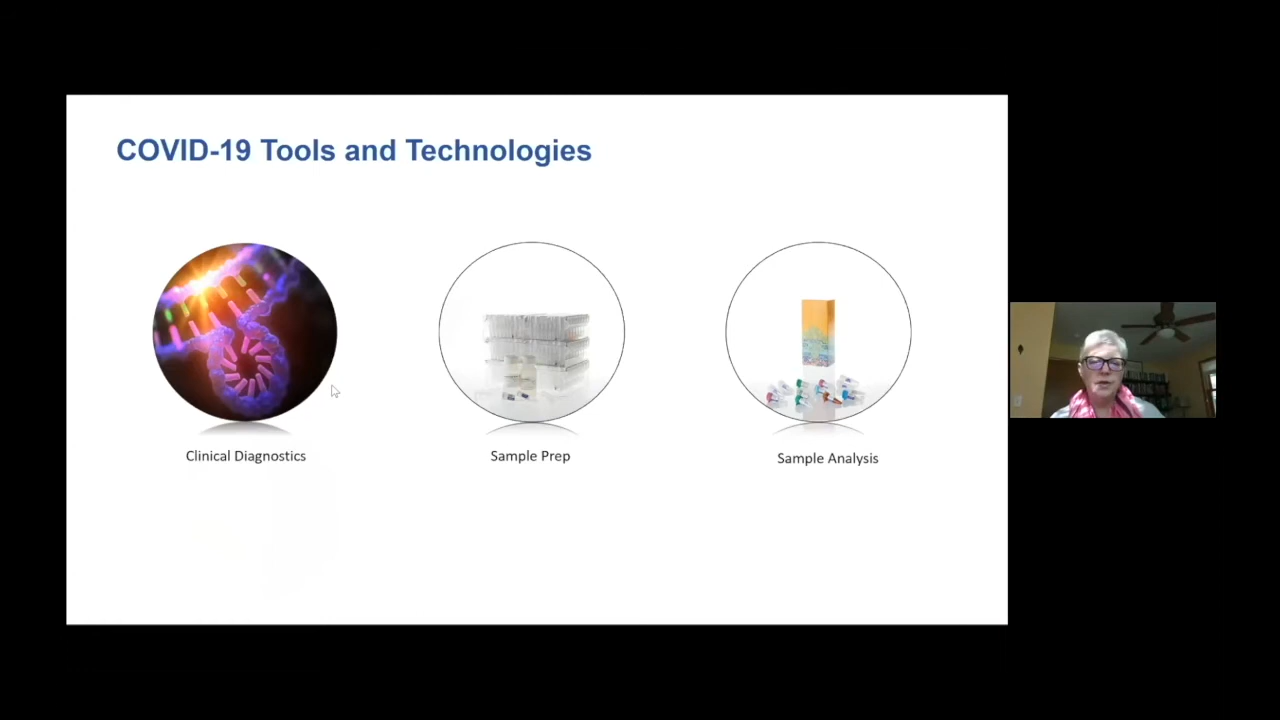 COVID-19 Tools and Technologies
Clinical Diagnostics
Sample Prep
Sample Analysis